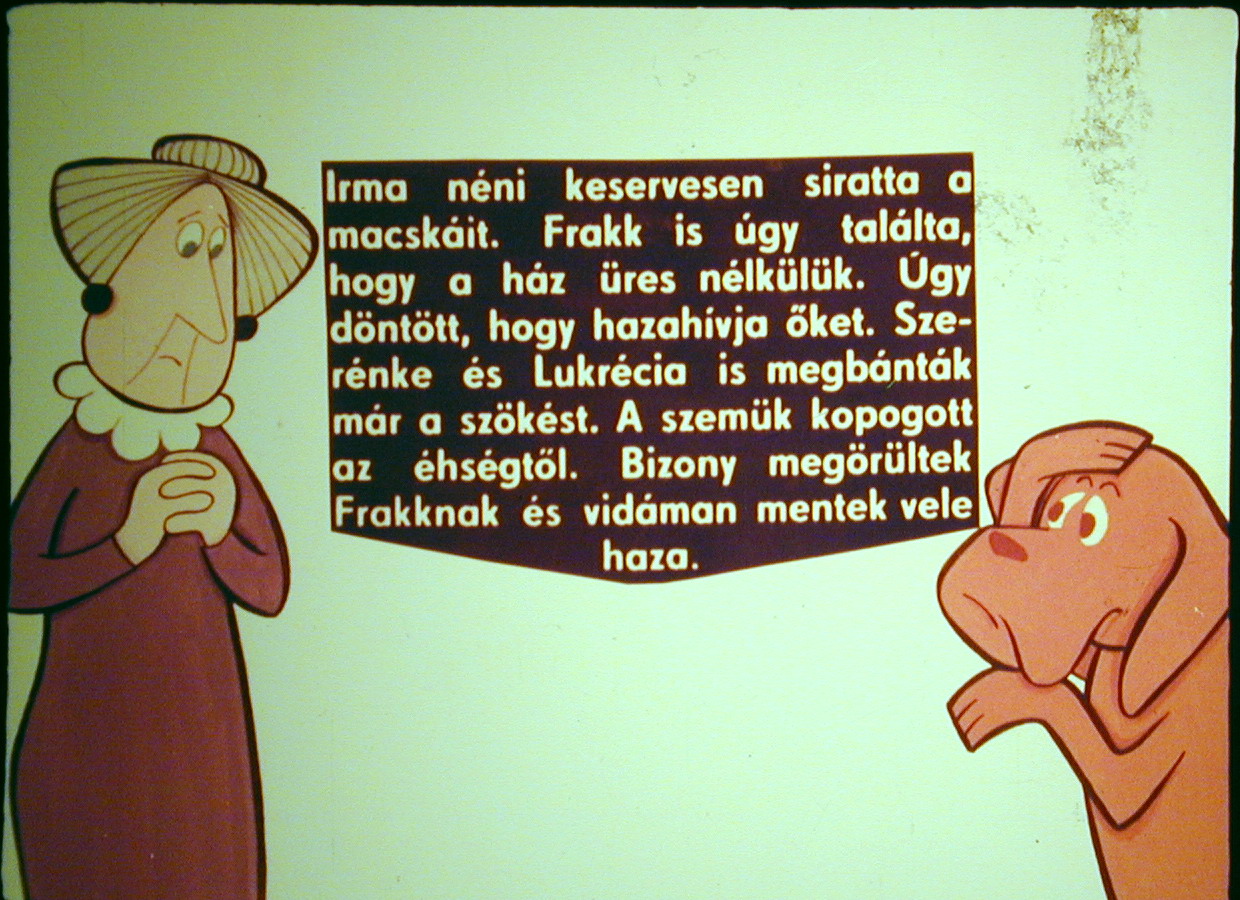 Irma néni keservesen siratta a
macskáit. Frakk is úgy találta,
hogy a ház üres nélkülük. Úgy
döntött, hogy hazahívja őket. Sze-
rénke és Lukrécia is megbánták
már a szökést. A szemük kopogott
az éhségtől. Bizony megörültek
Frakknak és vidáman mentek vele
haza.